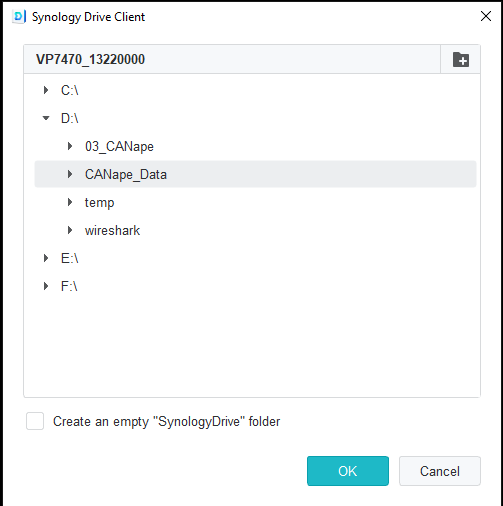 Synology Drive Client
VP7470_13220000
C:\
D:\
03_CANape
CANape_Data
temp
wireshark
E:\
F:\
Create an empty "SynologyDrive" folder
OK
Cancel